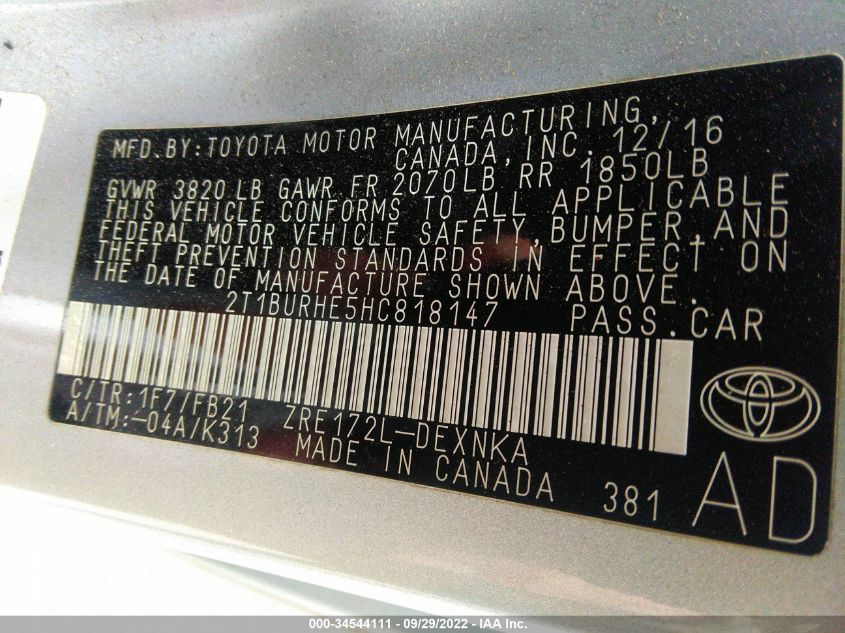 MFD.BY:TOYOTA MOTOR MANUFACTURING,
CANADA,INC. 12/16
GVWR 3820 LB GAWR FR 2070LB RR 1850LB
THIS VEHICLE CONFORMS TO ALL APPLICABLE
FEDERAL MOTOR VEHICLE SAFETY,BUMPER,AND
THEFT PREVENTION STANDARDS IN EFFECT ON
THE DATE OF MANUFACTURE SHOWN ABOVE.
2T1BURHE5HC818147 PASS.CAR
C/TR:1F7/FB21 ZRE172L-DEXNKA
A/TM:-04A/K313 MADE IN CANADA 381 AD
000-34544111 - 09/29/2022 - IAA Inc.